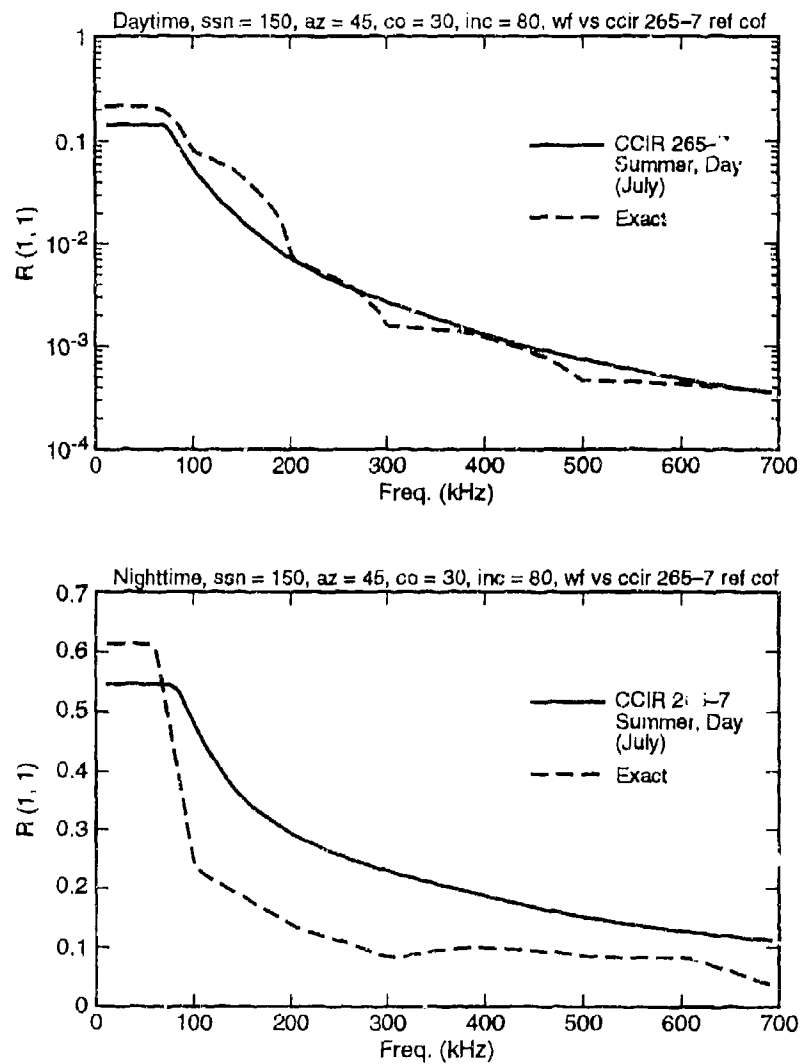 Daytime, ssn = 150, az = 45, co = 30, inc = 80, wf vs ccir 265-7 ref cof
1
0.1
10-2
10-3
10-4
R (1, 1)
CCIR 265-
Summer, Day
(July)
Exact
0 100 200 300 400 500 600 700
Freq. (kHz)
Nighttime, ssn = 150, az = 45, co = 30, inc = 80, wf vs ccir 265-7 ref cof
0.7
0.6
0.5
0.4
0.3
0.2
0.1
0
R (1, 1)
CCIR
Summer, Day
(July)
Exact
0 100 200 300 400 500 600 700
Freq. (kHz)